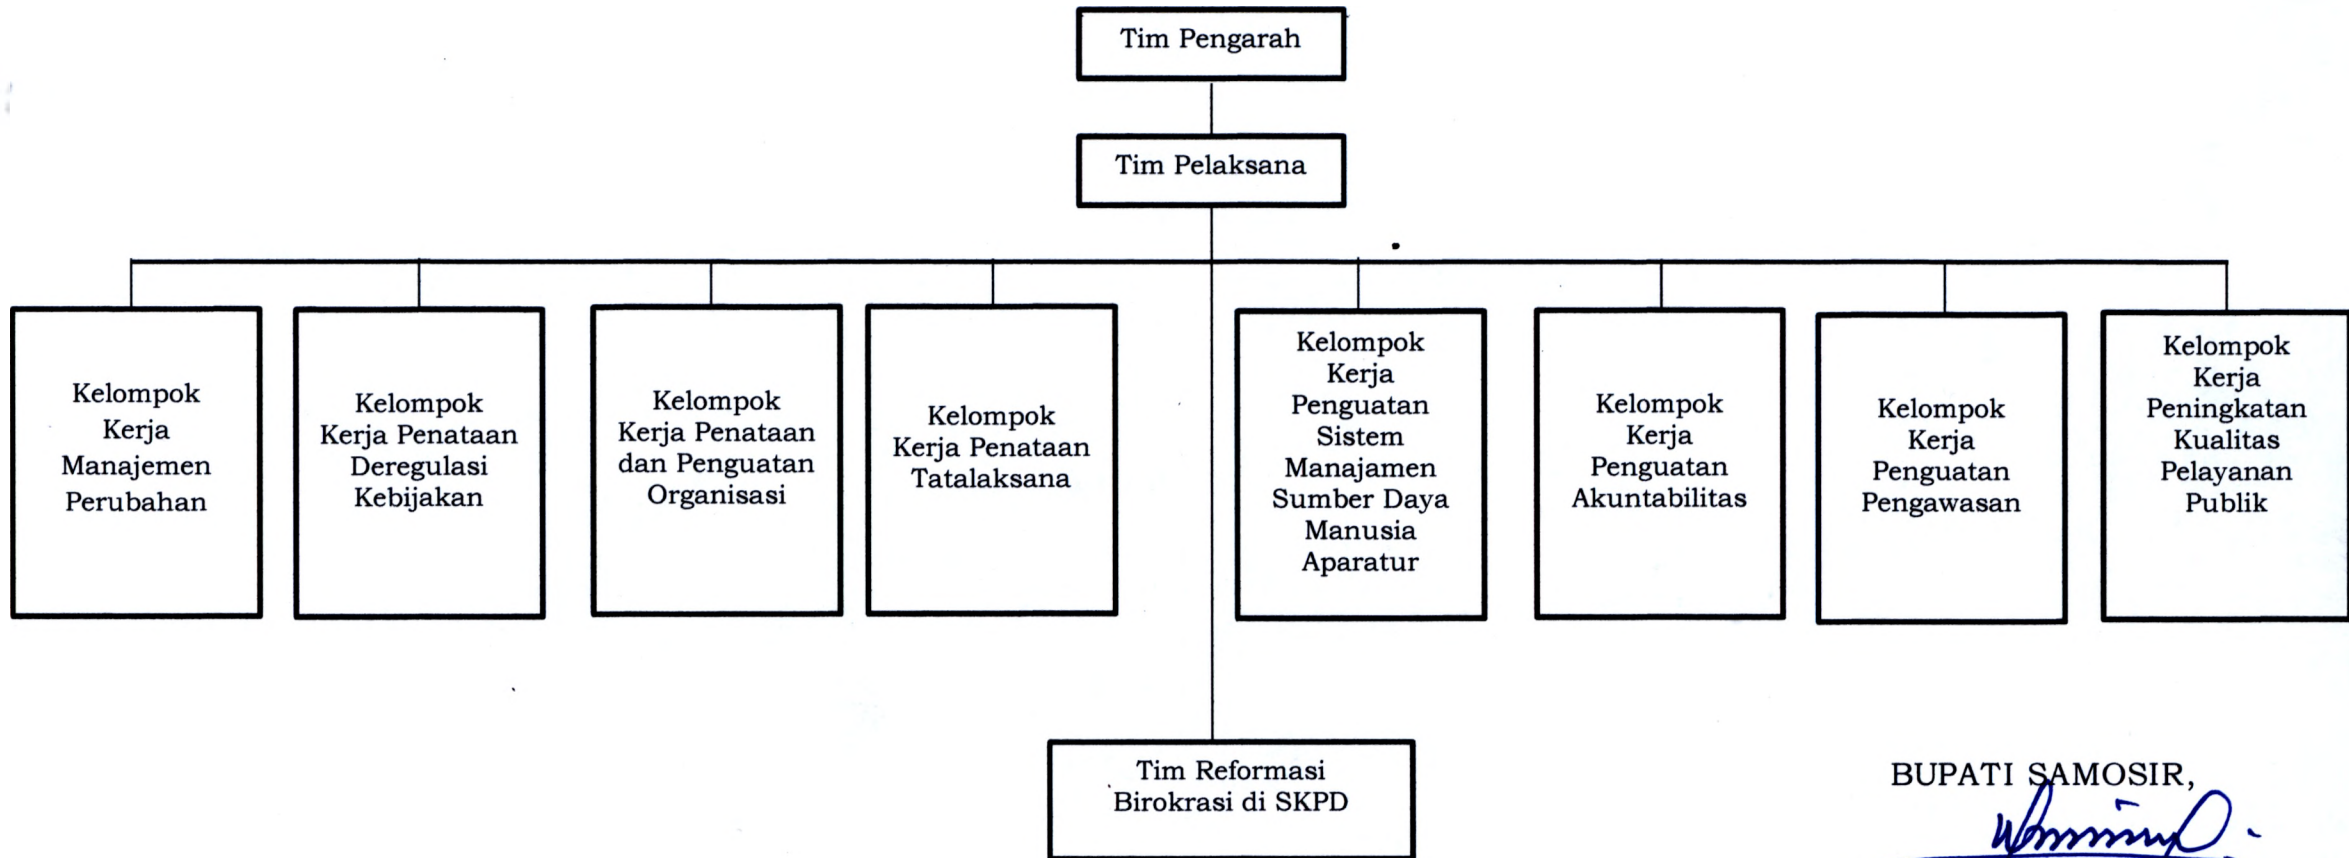 Tim Pengarah
Tim Pelaksana
Kelompok
Kerja
Manajemen
Perubahan
Kelompok
Kerja Penataan
Deregulasi
Kebijakan
Kelompok
Kerja Penataan
dan Penguatan
Organisasi
Kelompok
Kerja Penataan
Tatalaksana
Kelompok
Kerja
Penguatan
Sistem
Manajamen
Sumber Daya
Manusia
Aparatur
Kelompok
Kerja
Penguatan
Akuntabilitas
Kelompok
Kerja
Penguatan
Pengawasan
Kelompok
Kerja
Peningkatan
Kualitas
Pelayanan
Publik
Tim Reformasi
Birokrasi di SKPD
BUPATI SAMOSIR,